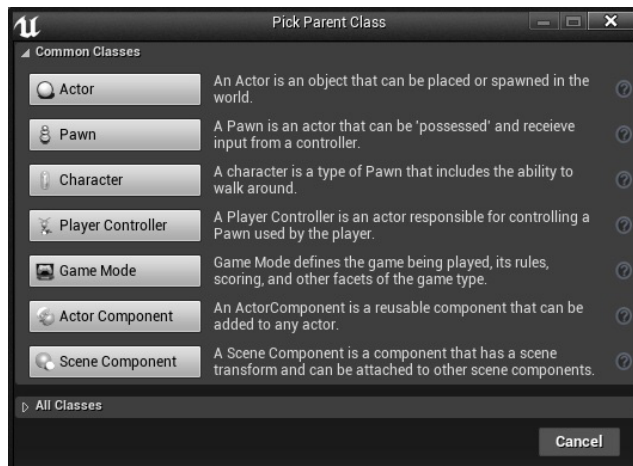 Pick Parent Class
Common Classes
Actor
An Actor is an object that can be placed or spawned in the
world.
Pawn
A Pawn is an actor that can be 'possessed' and receieve
input from a controller.
Character
A character is a type of Pawn that includes the ability to
walk around.
Player Controller
A Player Controller is an actor responsible for controlling a
Pawn used by the player.
Game Mode
Game Mode defines the game being played, its rules,
scoring, and other facets of the game type.
Actor Component
An ActorComponent is a reusable component that can be
added to any actor.
Scene Component
A Scene Component is a component that has a scene
transform and can be attached to other scene components.
All Classes
Cancel